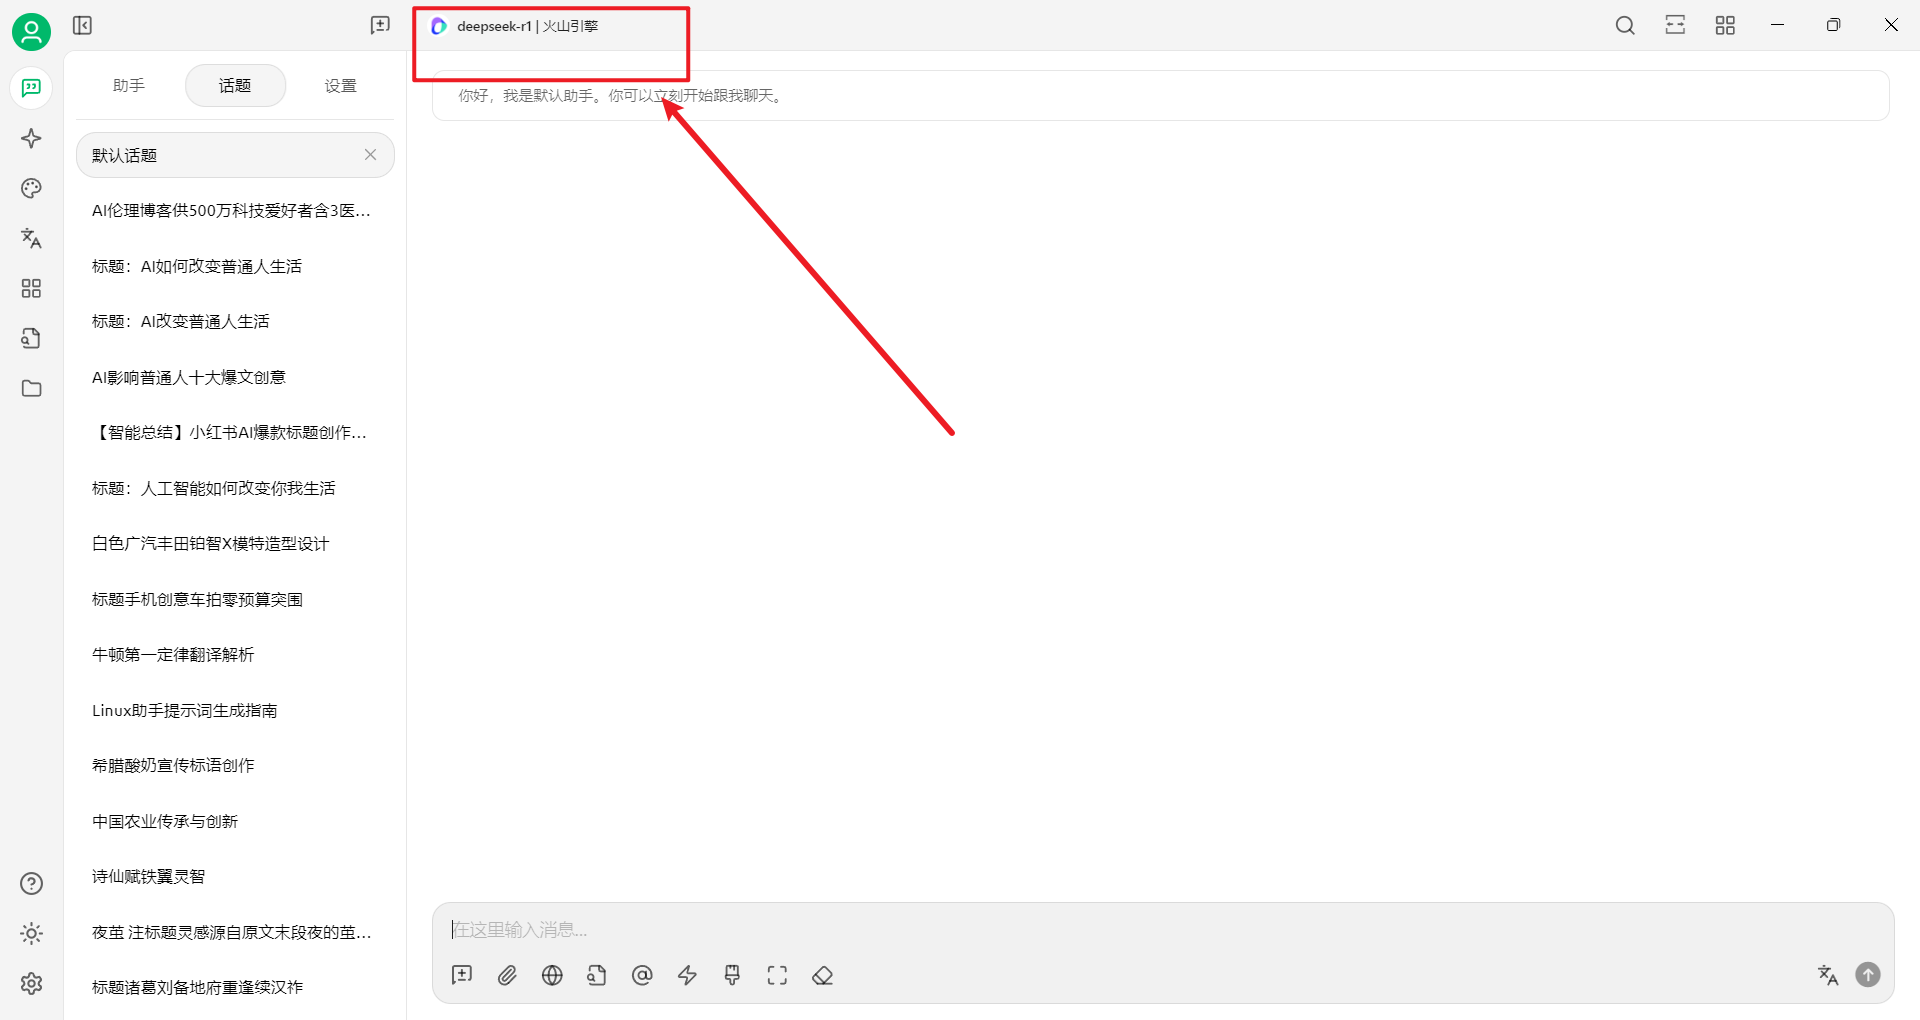 deepseek-r1 | 火山引擎
助手 话题 设置
默认话题
AI伦理博客供500万科技爱好者含3医...
标题：AI如何改变普通人生活
标题：AI改变普通人生活
AI影响普通人十大爆文创意
【智能总结】小红书AI爆款标题创作...
标题：人工智能如何改变你我生活
白色广汽丰田铂智X模特造型设计
标题手机创意车拍零预算突围
牛顿第一定律翻译解析
Linux助手提示词生成指南
希腊酸奶宣传标语创作
中国农业传承与创新
诗仙赋铁翼灵智
夜茧 注标题灵感源自原文末段夜的茧...
标题诸葛刘备地府重逢续汉祚
你好，我是默认助手。你可以立刻开始跟我聊天。
在这里输入消息...